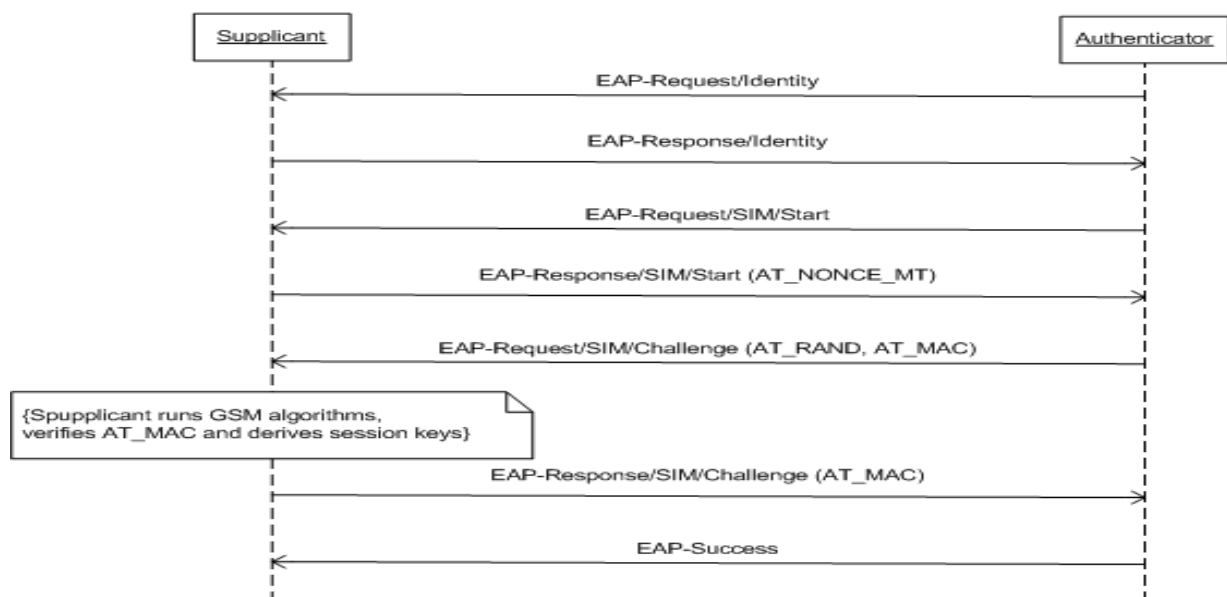 Supplicant
Authenticator
EAP-Request/Identity
EAP-Response/Identity
EAP-Request/SIM/Start
EAP-Response/SIM/Start (AT_NONCE_MT)
EAP-Request/SIM/Challenge (AT_RAND, AT_MAC)
{Spupplicant runs GSM algorithms,
verifies AT_MAC and derives session keys}
EAP-Response/SIM/Challenge (AT_MAC)
EAP-Success